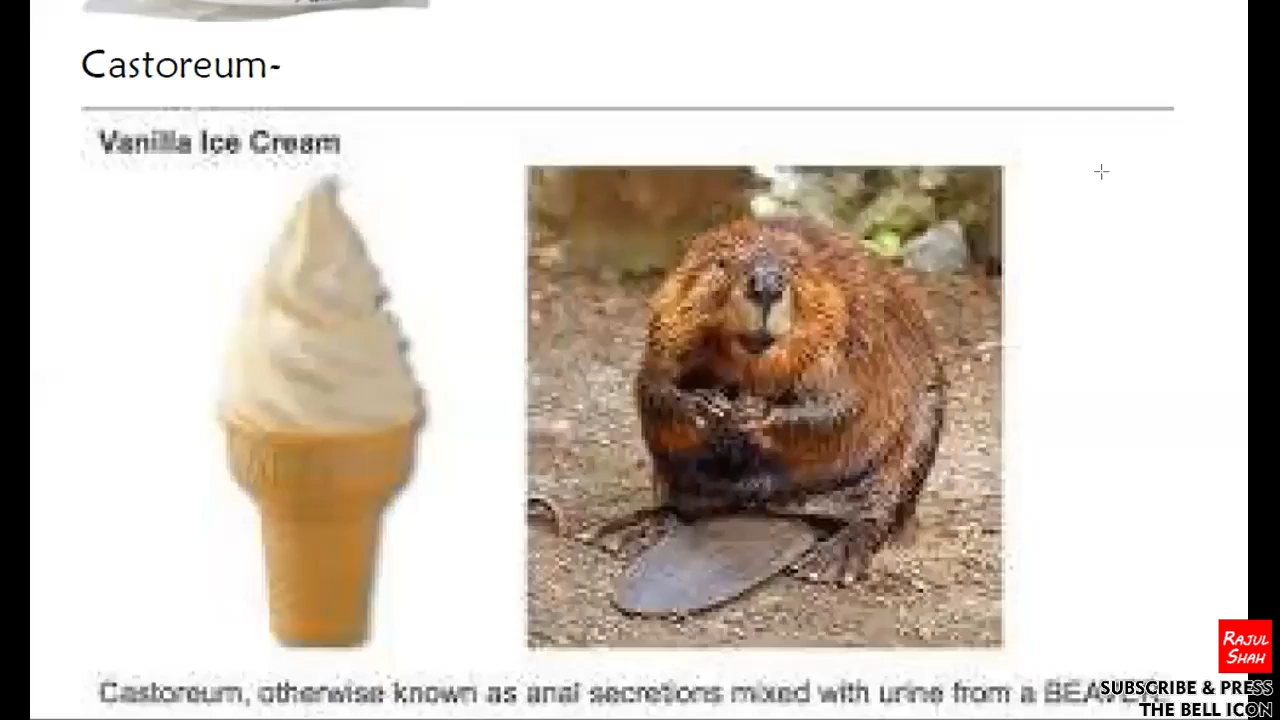 Castoreum-
Vanilla Ice Cream
Castoreum, otherwise known as anal secretions mixed with urine from a
RAJUL
SHAH
SUBSCRIBE & PRESS
THE BELL ICON